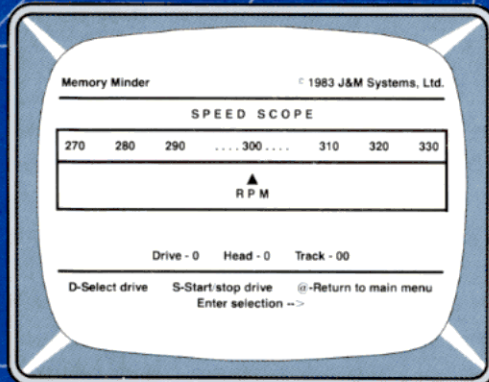 Memory Minder © 1983 J&M Systems, Ltd.
SPEED SCOPE
270 280 290 ....300.... 310 320 330
RPM
Drive - 0 Head - 0 Track - 00
D-Select drive S-Start/stop drive @-Return to main menu
Enter selection -->